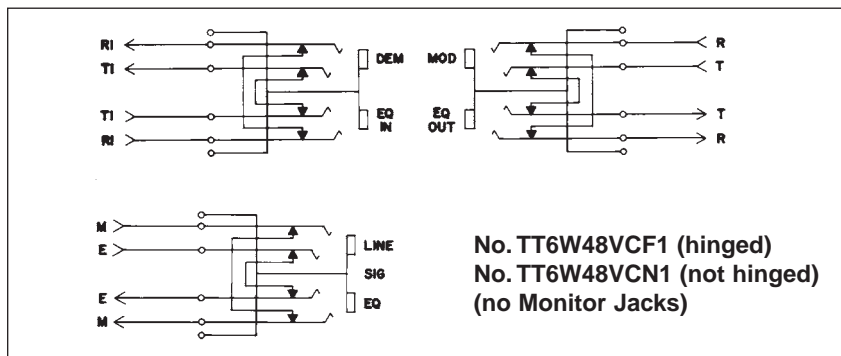 RI
TI
DEM
TI
EQ IN
RI
MOD
R
T
EQ OUT
T
R
M
E
LINE
SIG
E
EQ
M
No. TT6W48VCF1 (hinged)
No. TT6W48VCN1 (not hinged)
(no Monitor Jacks)